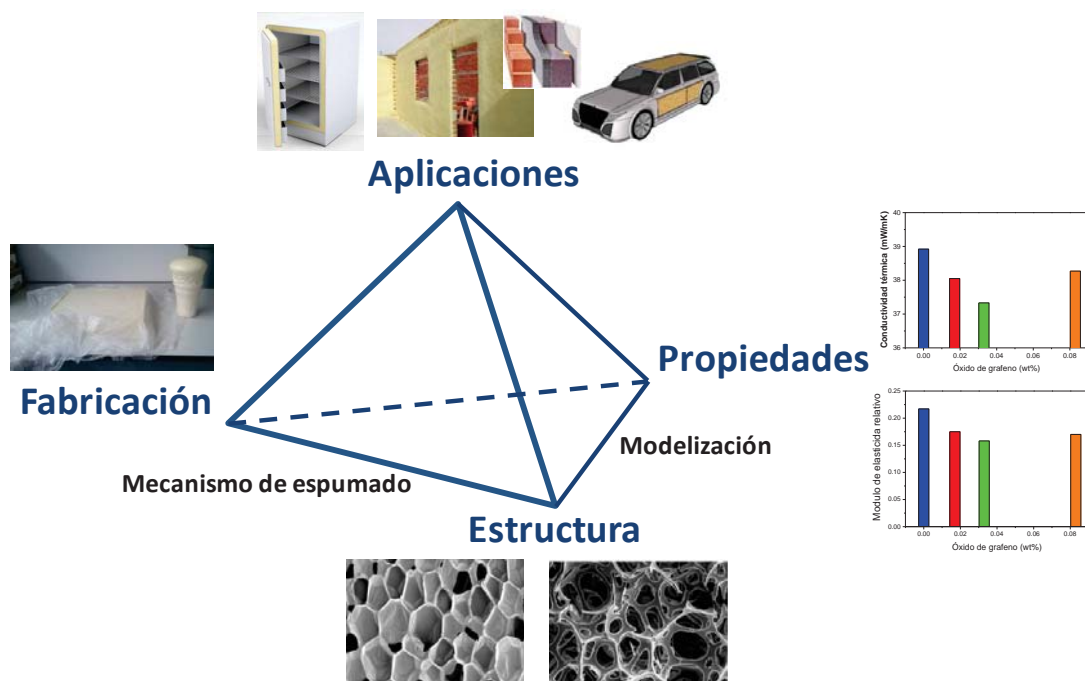 Aplicaciones
Fabricación
Propiedades
Mecanismo de espumado
Modelización
Estructura
Conductividad térmica (mW/mK)
40
39
38
37
36
0.00 0.02 0.04 0.06 0.08
Óxido de grafeno (wt%)
Modulo de elasticida relativo
0.25
0.20
0.15
0.10
0.05
0.00
0.00 0.02 0.04 0.06 0.08
Óxido de grafeno (wt%)